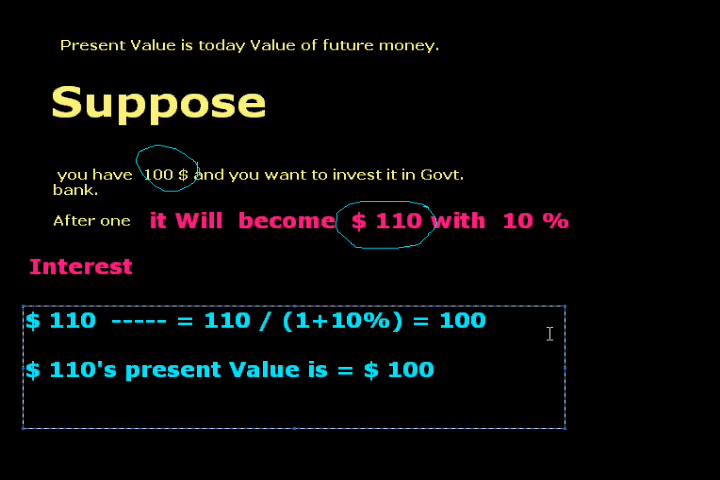 Present Value is today Value of future money.
Suppose
you have 100 $ and you want to invest it in Govt.
bank.
After one it Will become $ 110 with 10 %
Interest
$ 110 ----- = 110 / (1+10%) = 100
$ 110's present Value is = $ 100